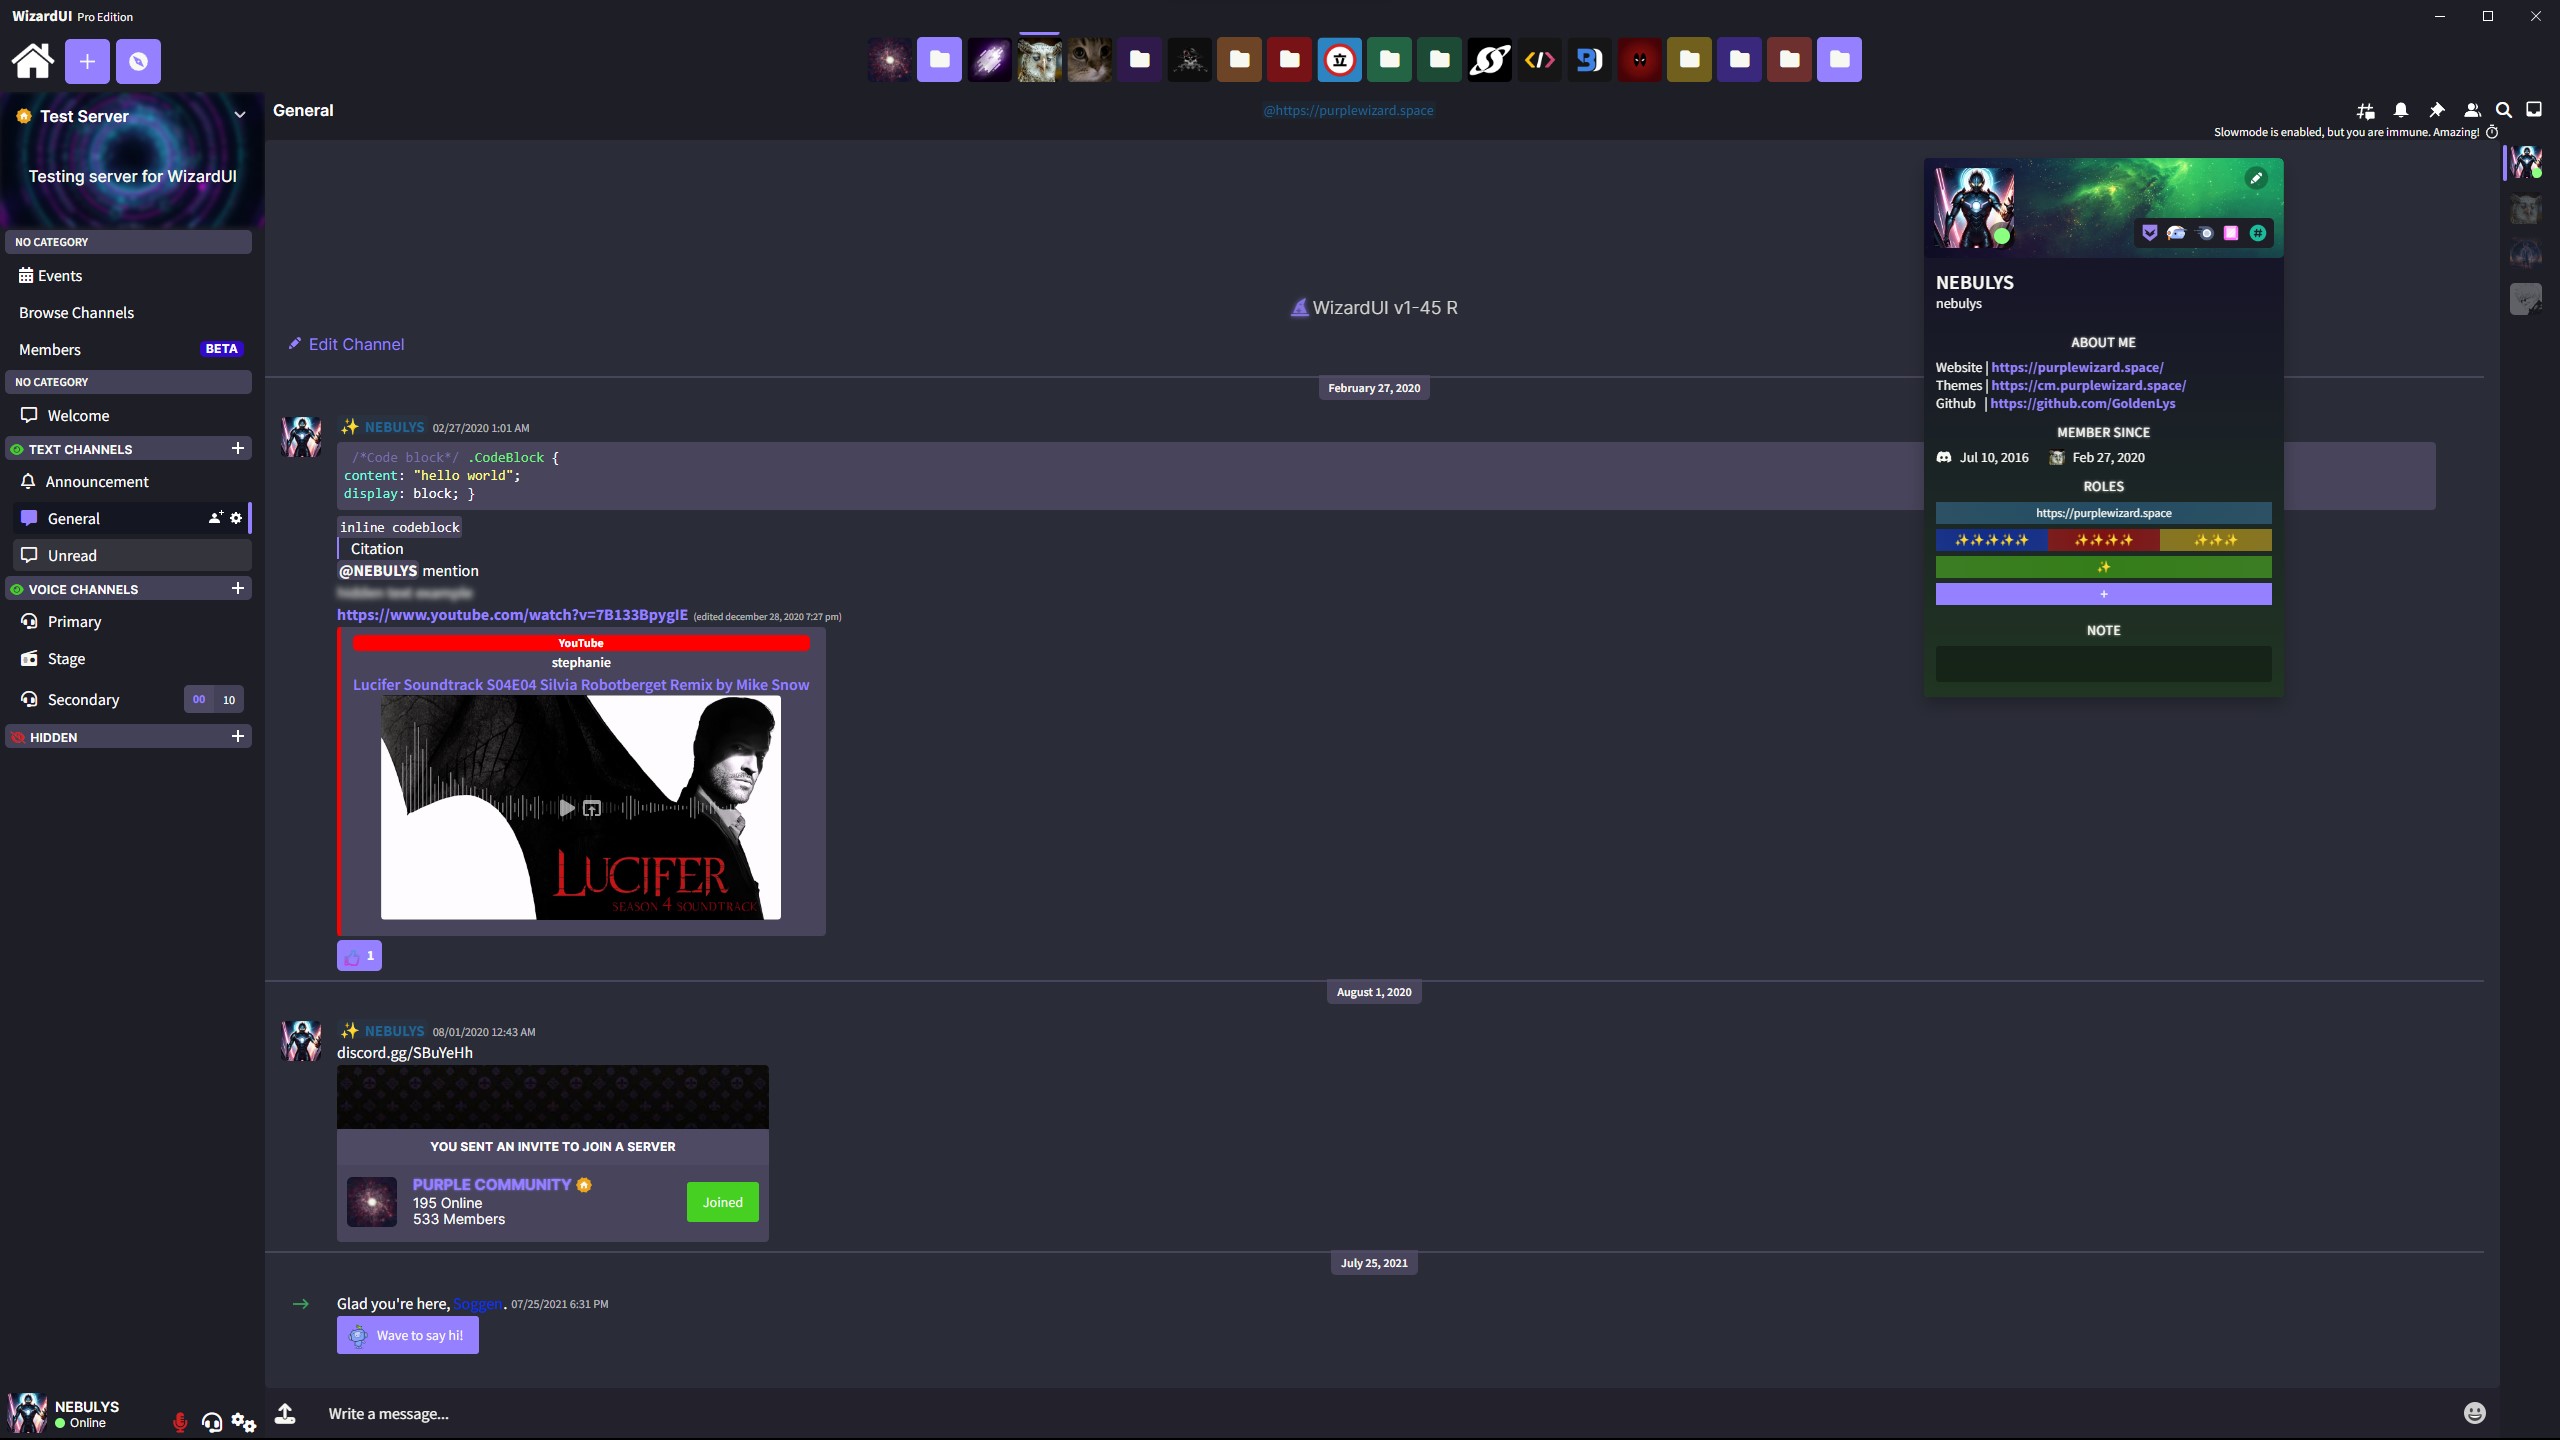 WizardUI Pro Edition
立
Test Server
General
@https://purplewizard.space
Slowmode is enabled, but you are immune. Amazing!
Testing server for WizardUI
NO CATEGORY
Events
Browse Channels
Members BETA
NO CATEGORY
Welcome
TEXT CHANNELS
Announcement
General
Unread
VOICE CHANNELS
Primary
Stage
Secondary 00 10
HIDDEN
NEBULYS
Online
WizardUI v1-45 R
Edit Channel
February 27, 2020
NEBULYS 02/27/2020 1:01 AM
/*Code block*/ .CodeBlock {
content: "hello world";
display: block; }
inline codeblock
Citation
@NEBULYS mention
hidden text example
https://www.youtube.com/watch?v=7B133BpygIE (edited december 28, 2020 7:27 pm)
YouTube
stephanie
Lucifer Soundtrack S04E04 Silvia Robotberget Remix by Mike Snow
LUCIFER
SEASON 4 SOUNDTRACK
1
August 1, 2020
NEBULYS 08/01/2020 12:43 AM
discord.gg/SBuYeHh
YOU SENT AN INVITE TO JOIN A SERVER
PURPLE COMMUNITY
195 Online
533 Members
Joined
July 25, 2021
Glad you're here, Soggen. 07/25/2021 6:31 PM
Wave to say hi!
Write a message...
NEBULYS
nebulys
ABOUT ME
Website | https://purplewizard.space/
Themes | https://cm.purplewizard.space/
Github | https://github.com/GoldenLys
MEMBER SINCE
Jul 10, 2016 Feb 27, 2020
ROLES
https://purplewizard.space
+
NOTE